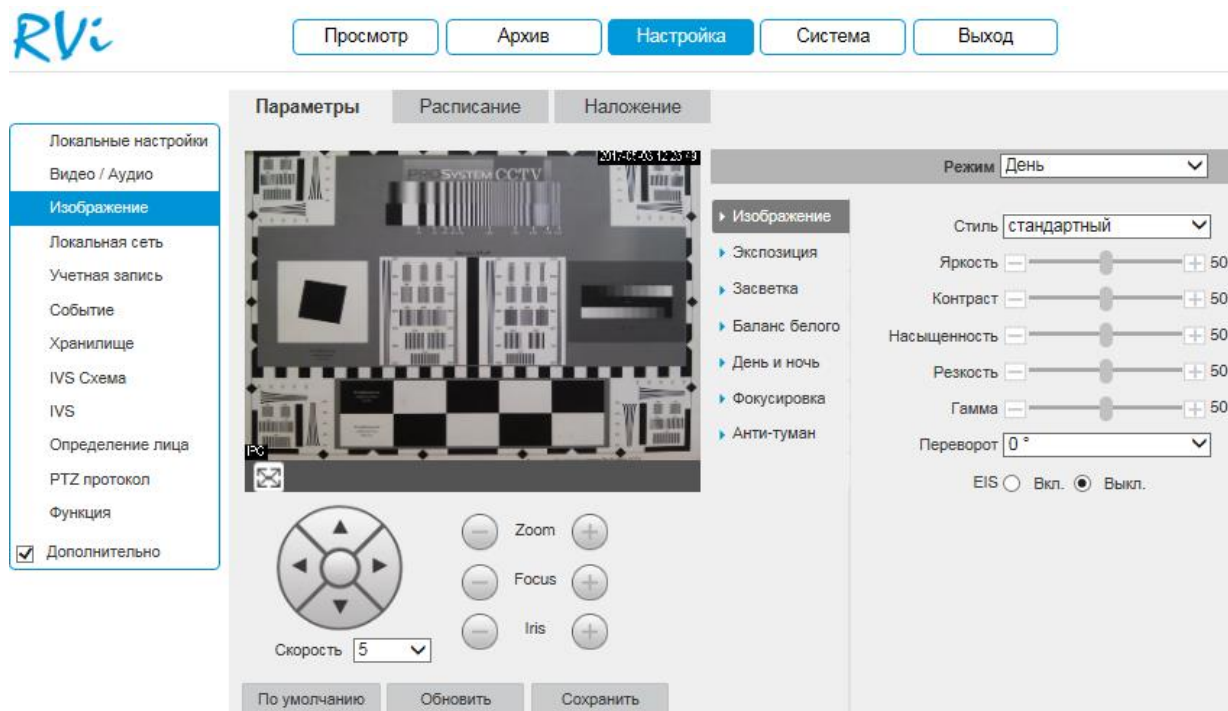 RVi
Просмотр
Архив
Настройка
Система
Выход
Параметры
Расписание
Наложение
Локальные настройки
Видео / Аудио
Изображение
Локальная сеть
Учетная запись
Событие
Хранилище
IVS Схема
IVS
Определение лица
PTZ протокол
Функция
Дополнительно
PROSYSTEM CCTV
IPC
Zoom
Focus
Iris
Скорость 5
По умолчанию
Обновить
Сохранить
Изображение
Экспозиция
Засветка
Баланс белого
День и ночь
Фокусировка
Анти-туман
Режим День
Стиль стандартный
Яркость 50
Контраст 50
Насыщенность 50
Резкость 50
Гамма 50
Переворот 0 °
EIS Вкл. Выкл.